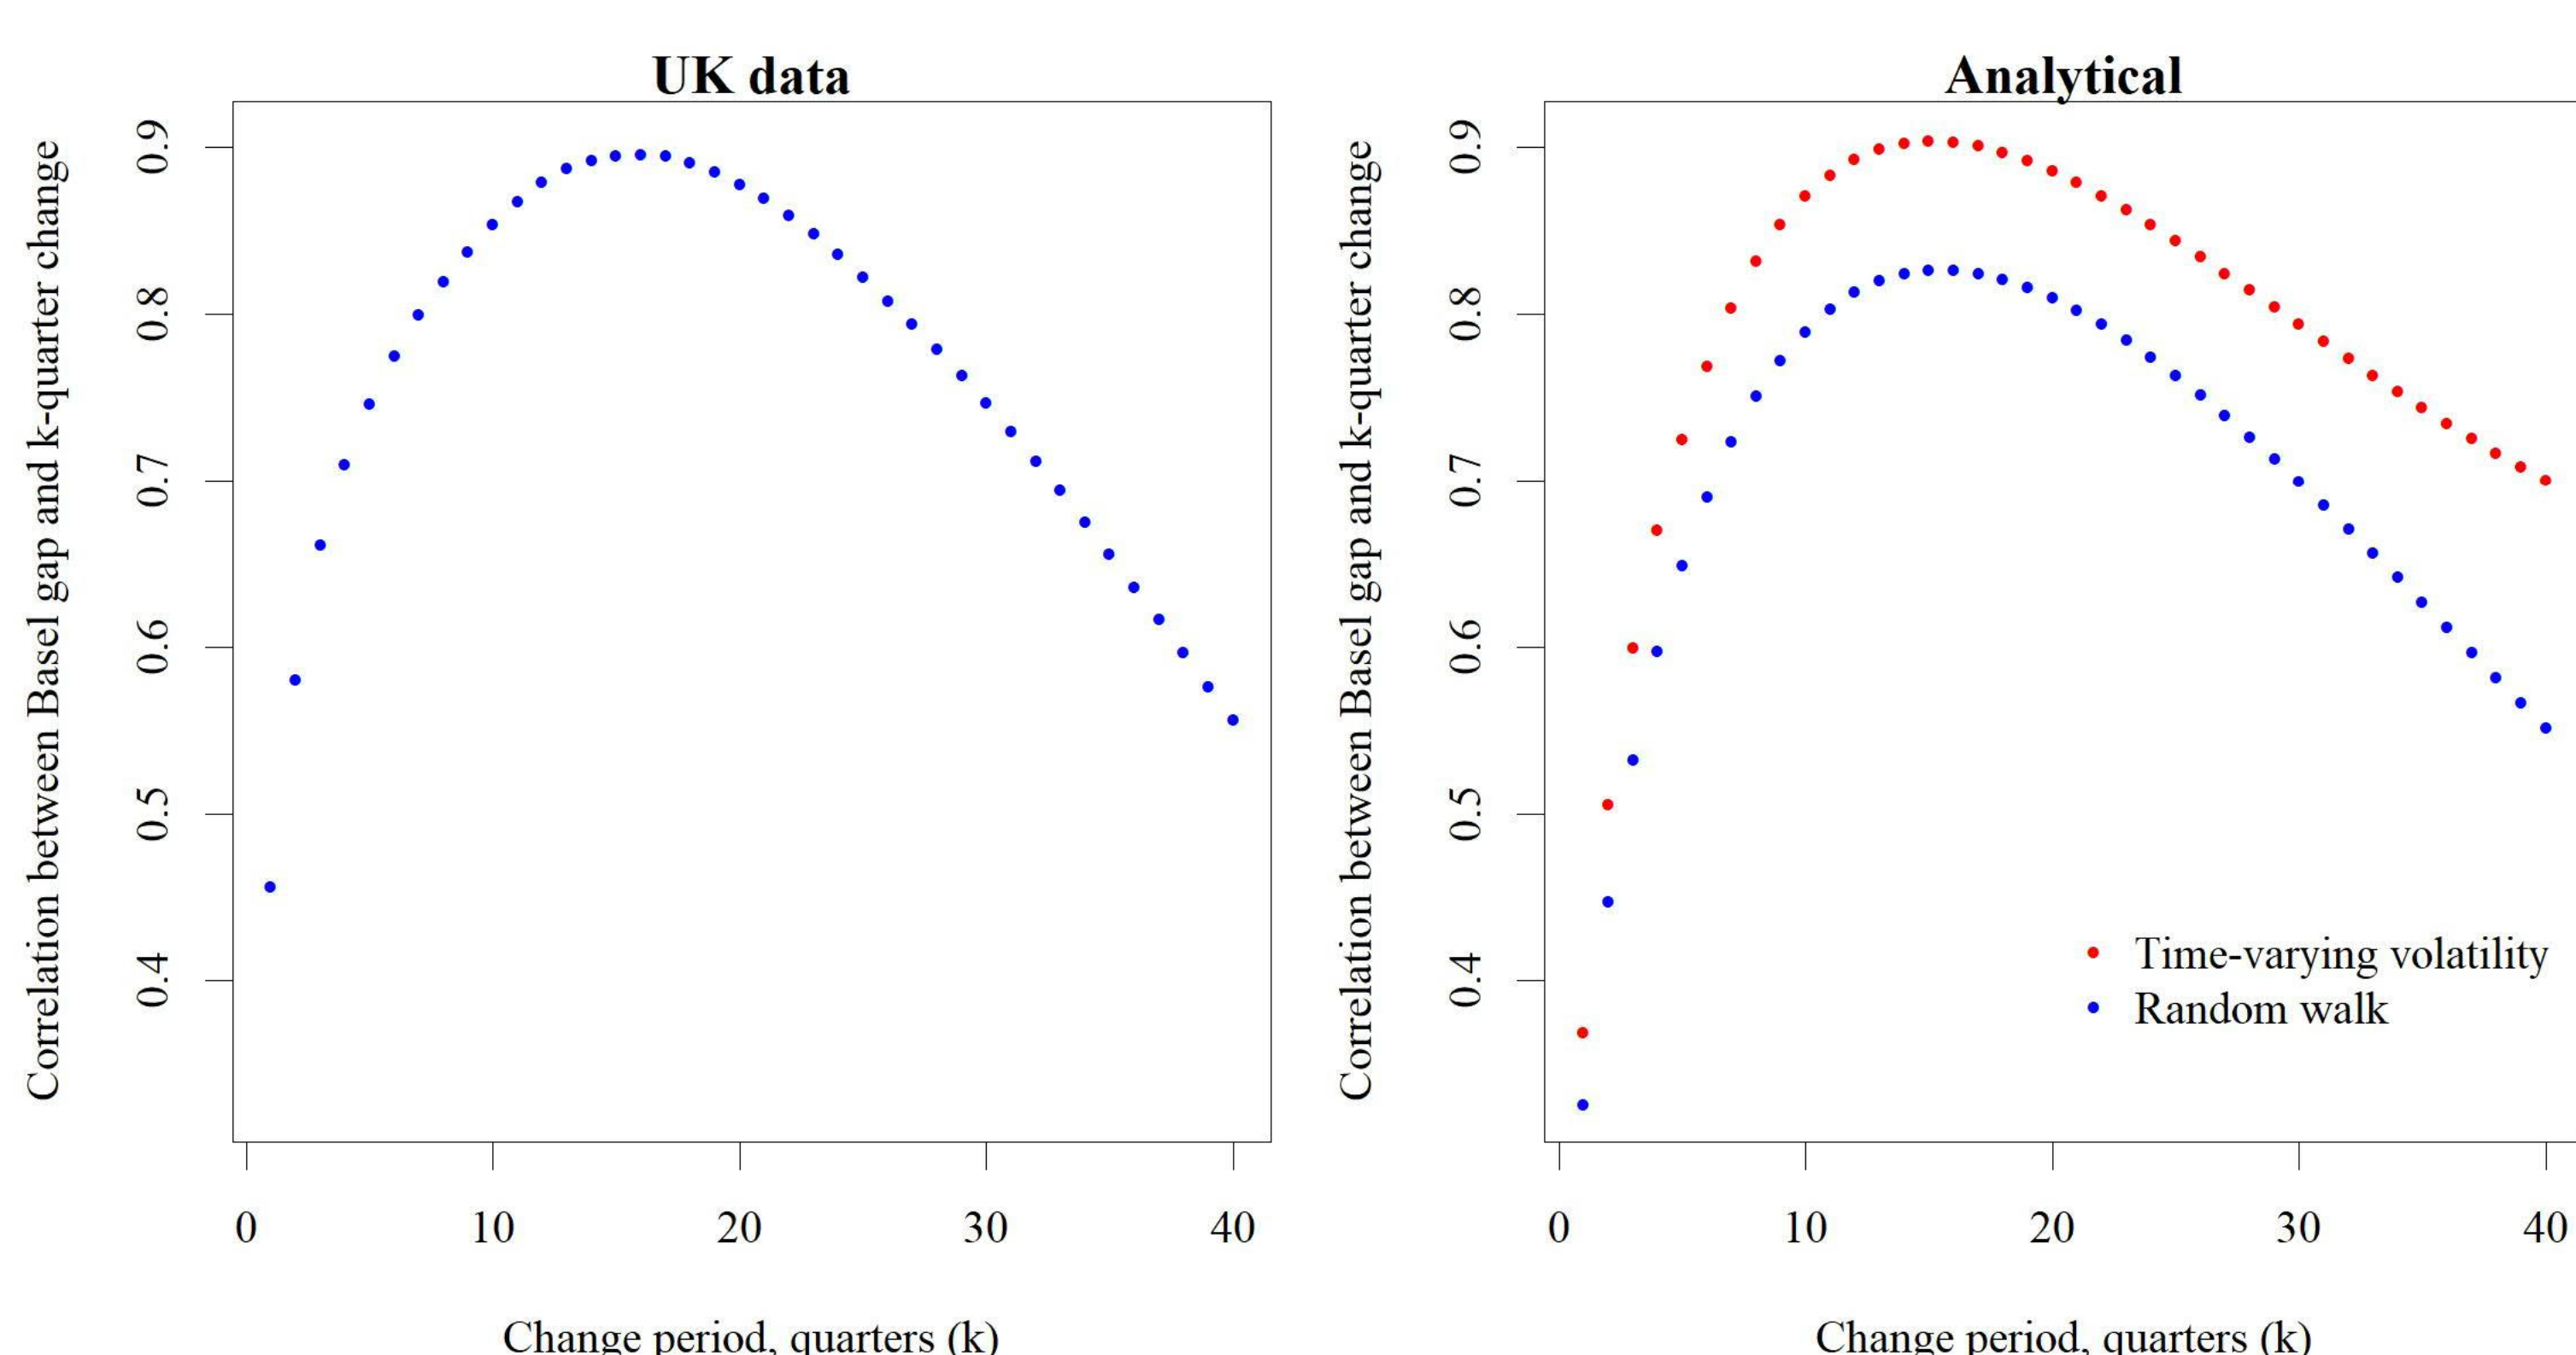 UK data
Correlation between Basel gap and k-quarter change
0.9
0.8
0.7
0.6
0.5
0.4
0 10 20 30 40
Change period, quarters (k)
Analytical
Correlation between Basel gap and k-quarter change
0.9
0.8
0.7
0.6
0.5
0.4
Time-varying volatility
Random walk
0 10 20 30 40
Change period, quarters (k)